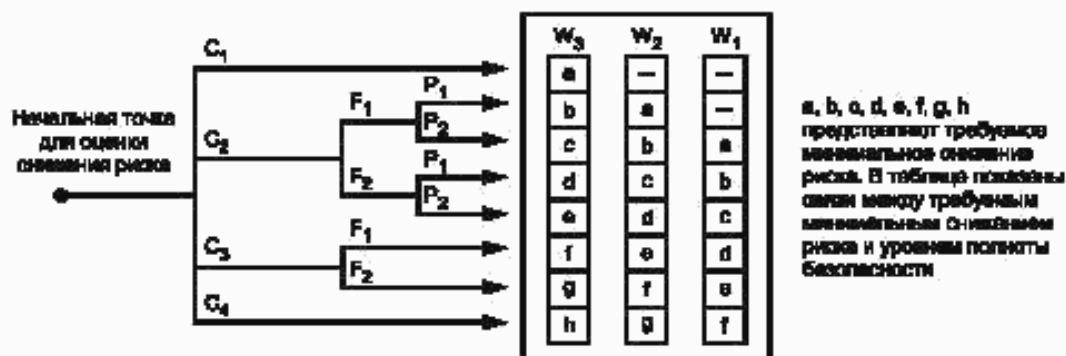 Начальная точка
для оценки
снижения риска
C1
C2
C3
C4
F1
F2
F1
F2
P1
P2
P1
P2
W3 W2 W1
a — —
b a —
c b a
d c b
e d c
f e d
g f e
h g f
a, b, c, d, e, f, g, h
представляют требуемое
минимальное снижение
риска. В таблице показаны
связи между требуемым
минимальным снижением
риска и уровнем полноты
безопасности